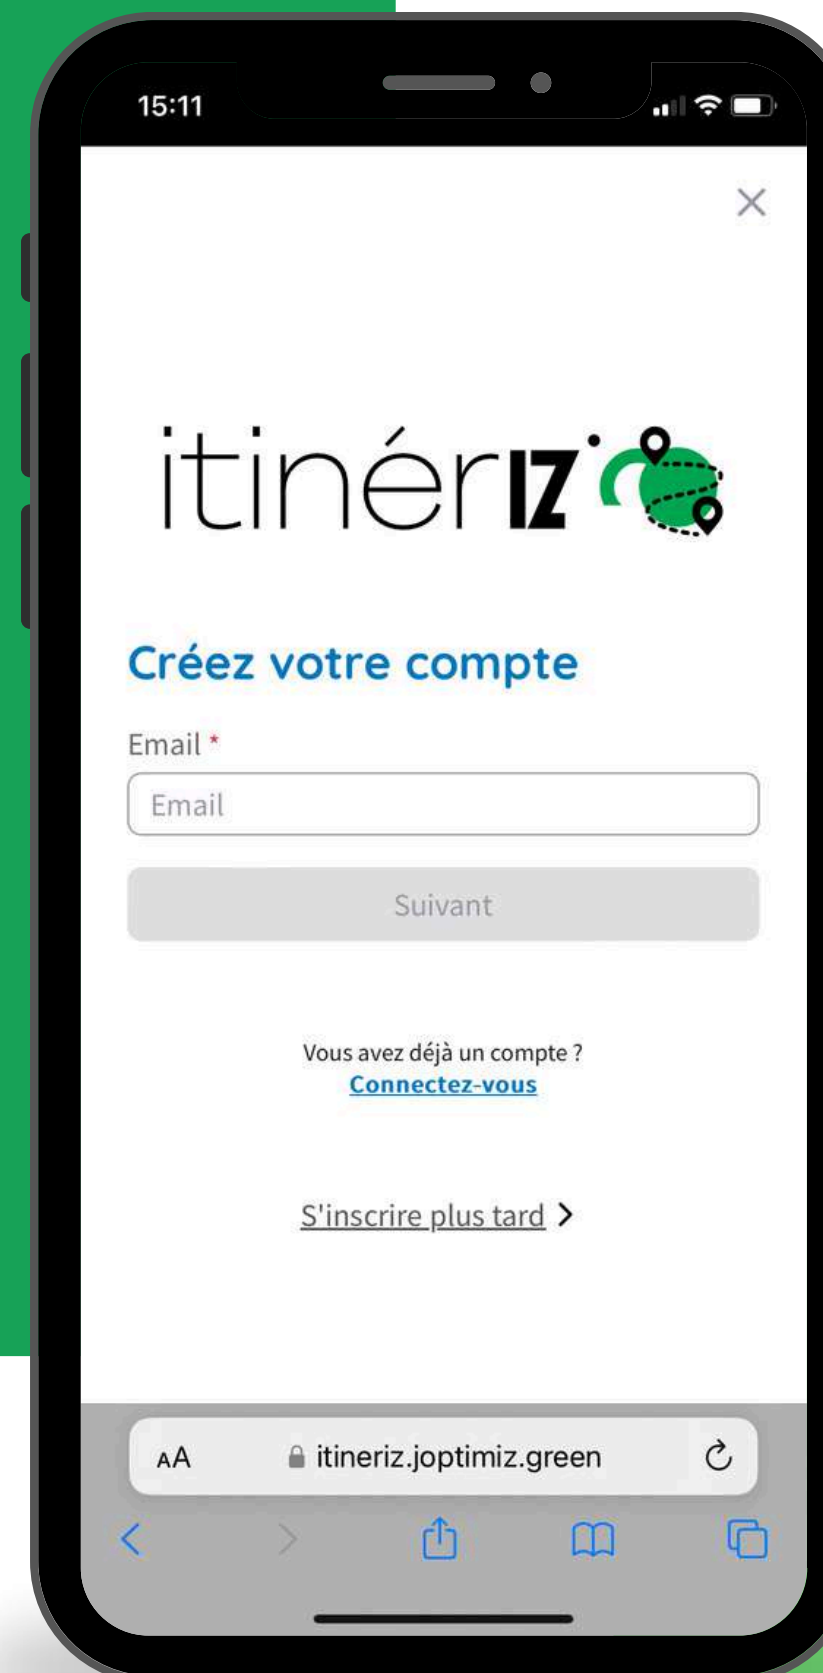 15:11
itinérIZ
Créez votre compte
Email *
Email
Suivant
Vous avez déjà un compte ?
Connectez-vous
S'inscrire plus tard
AA itineriz.joptimiz.green